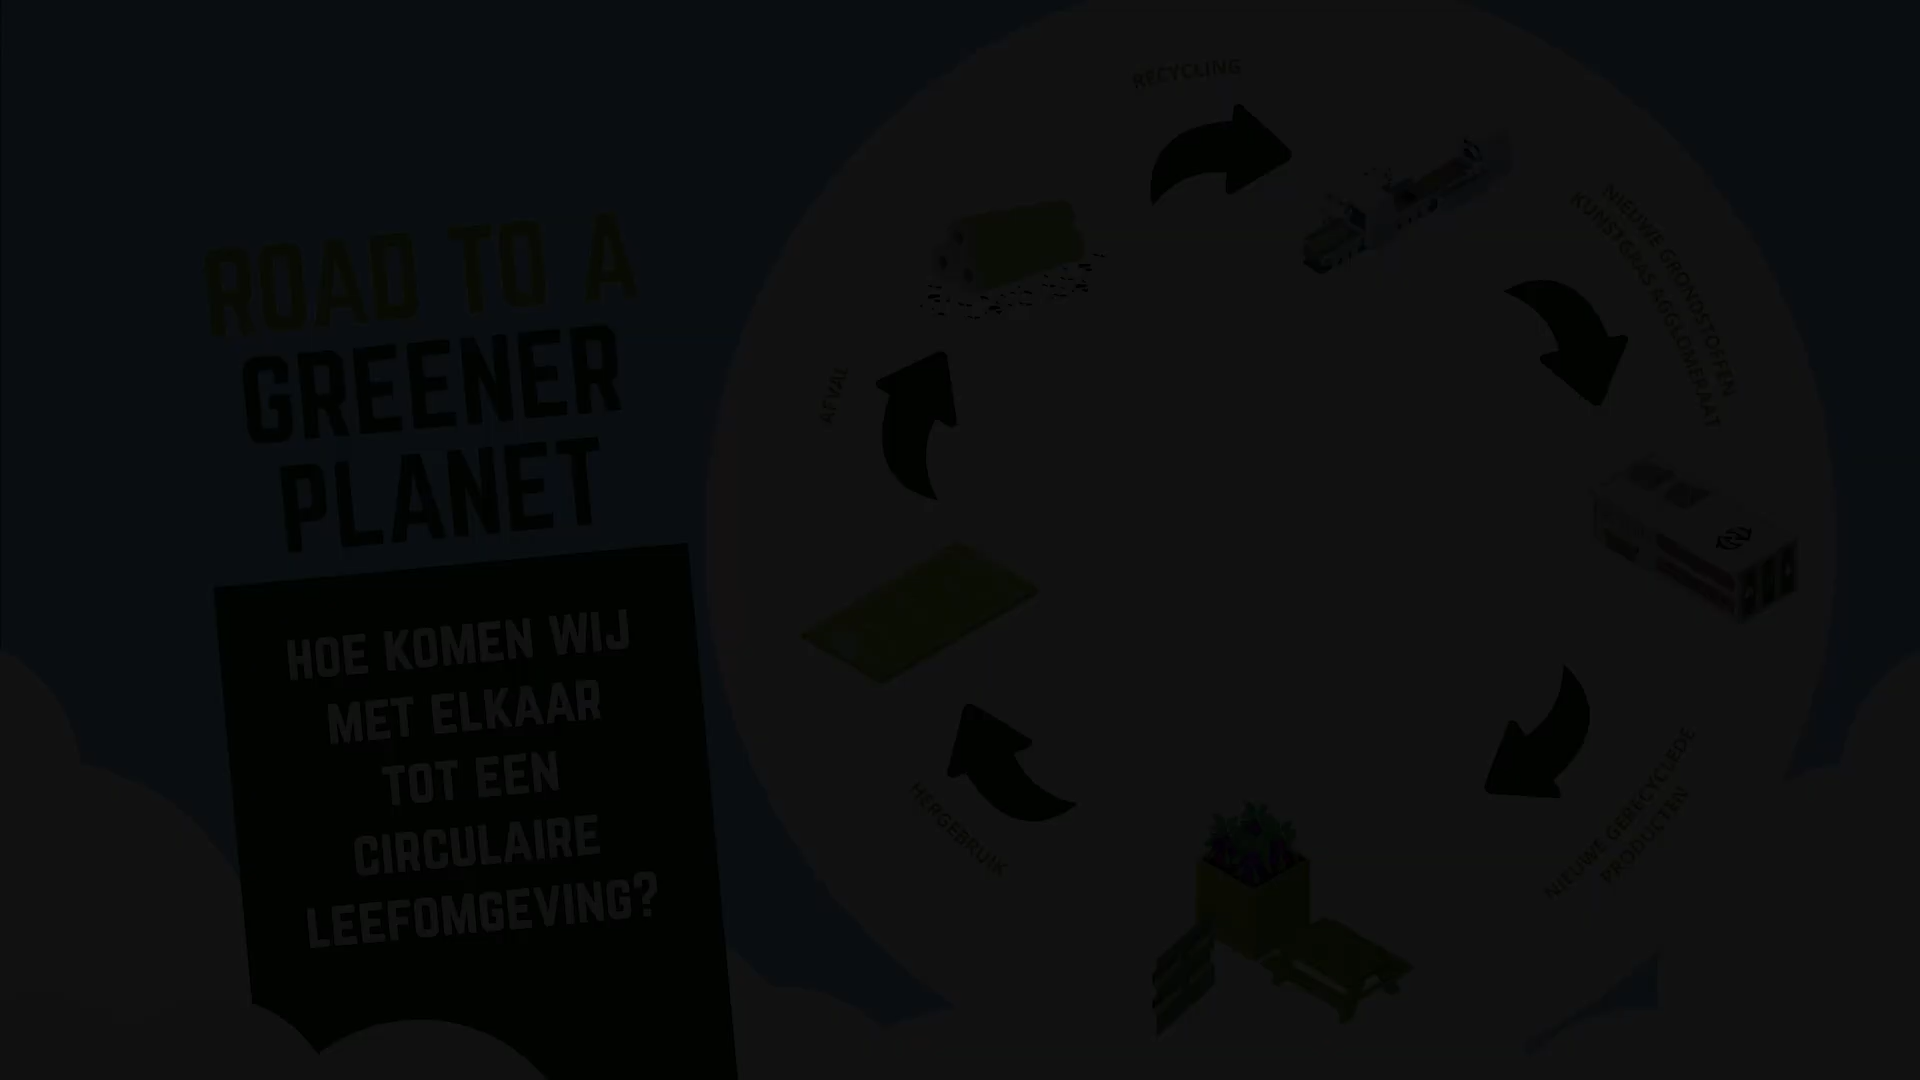 ROAD TO A
GREENER
PLANET
HOE KOMEN WIJ
MET ELKAAR
TOT EEN
CIRCULAIRE
LEEFOMGEVING?
RECYCLING
NIEUWE GRONDSTOFFEN
KUNSTGRAS AGGLOMERAAT
NIEUWE GERECYCLEDE
PRODUCTEN
HERGEBRUIK
AFVAL